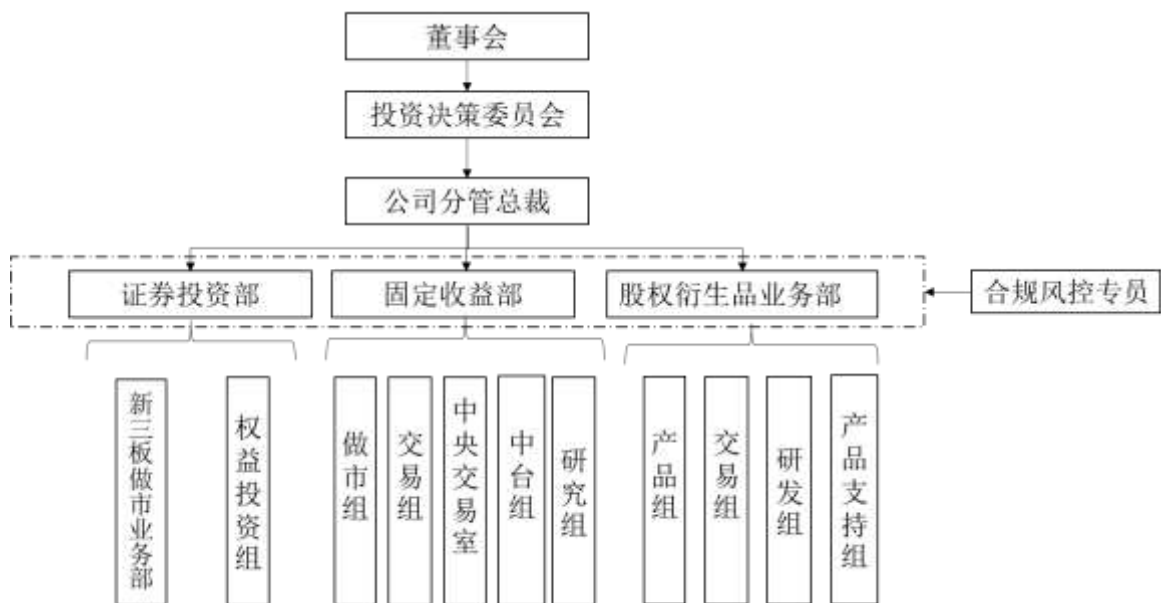 董事会
投资决策委员会
公司分管总裁
证券投资部
固定收益部
股权衍生品业务部
合规风控专员
新三板做市业务部
权益投资组
做市组
交易组
中央交易室
中台组
研究组
产品组
交易组
研发组
产品支持组